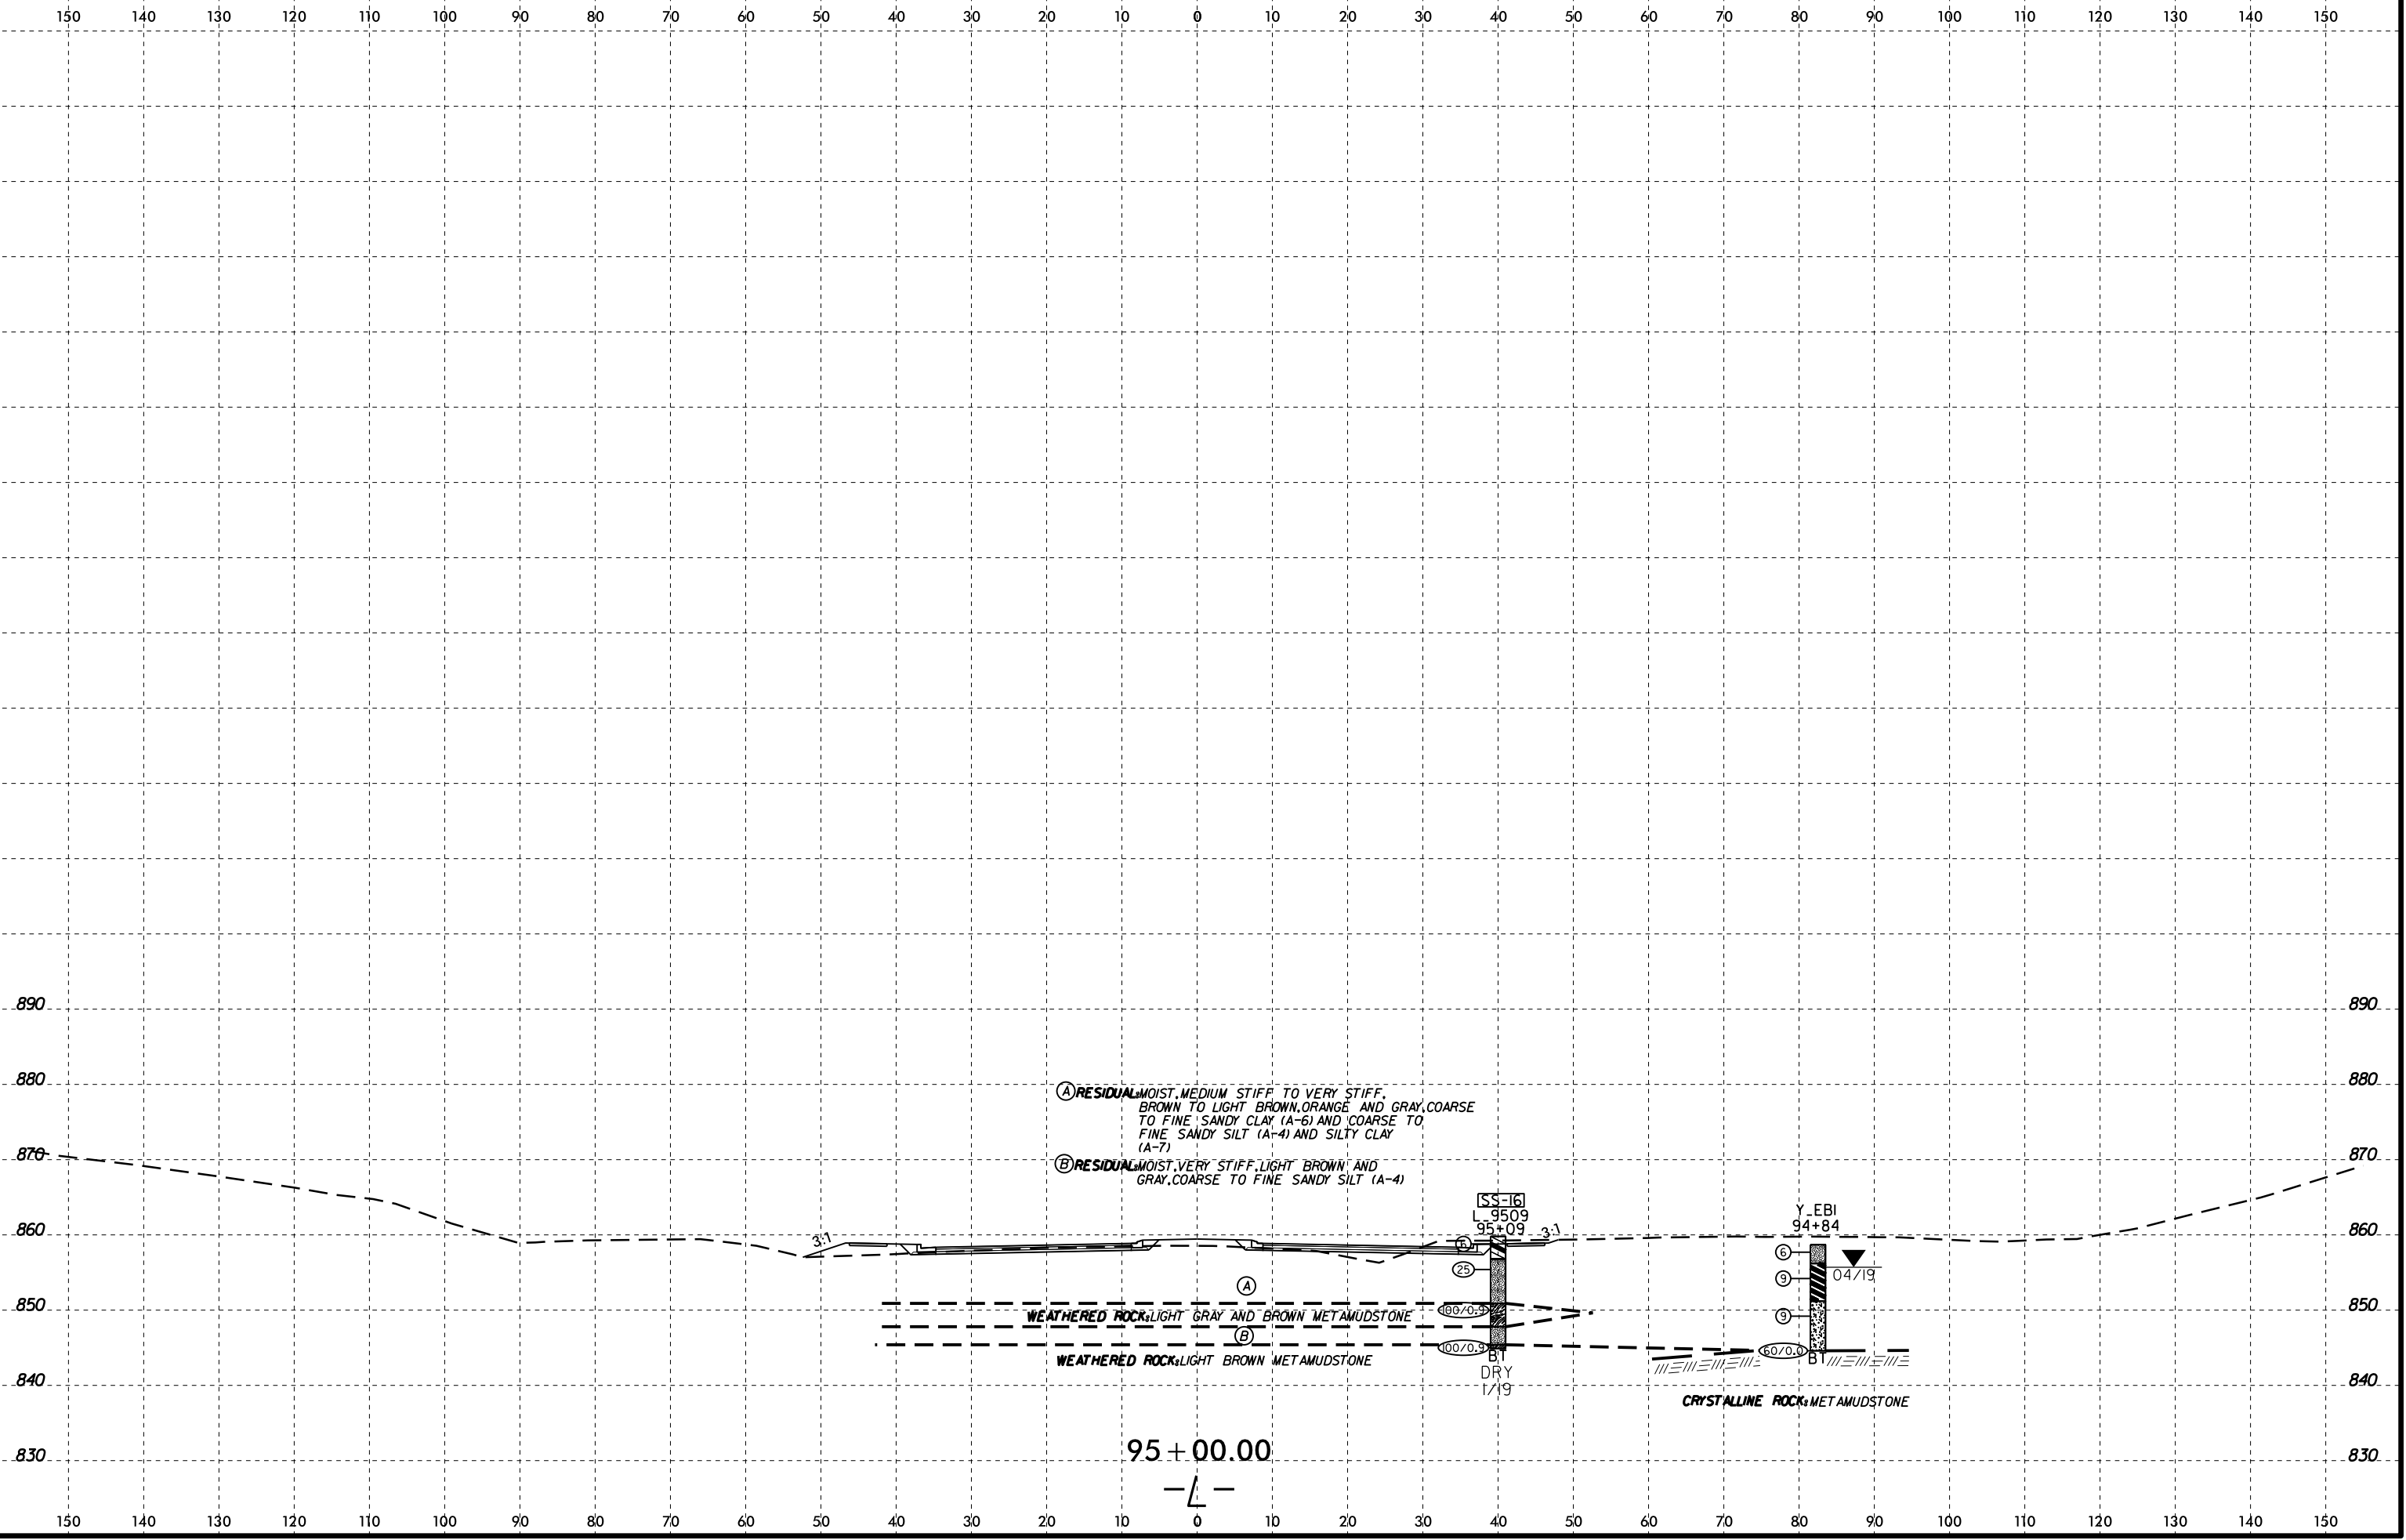 150 140 130 120 110 100 90 80 70 60 50 40 30 20 10 0 10 20 30 40 50 60 70 80 90 100 110 120 130 140 150
890 890
880 880
Ⓐ RESIDUAL: MOIST, MEDIUM STIFF TO VERY STIFF,
BROWN TO LIGHT BROWN, ORANGE AND GRAY, COARSE
TO FINE SANDY CLAY (A-6) AND COARSE TO
FINE SANDY SILT (A-4) AND SILTY CLAY
(A-7)
870 870
Ⓑ RESIDUAL: MOIST, VERY STIFF, LIGHT BROWN AND
GRAY, COARSE TO FINE SANDY SILT (A-4)
SS-16
L_9509
95+09
Y_EB1
94+84
860 860
3:1
3:1
6
6
25
04/19
9
A
850 850
100/0.9
WEATHERED ROCK: LIGHT GRAY AND BROWN METAMUDSTONE
9
B
100/0.9
60/0.0
WEATHERED ROCK: LIGHT BROWN METAMUDSTONE
BT
BT
DRY
1/19
840 840
CRYSTALLINE ROCK: METAMUDSTONE
830 830
95+00.00
-L-
150 140 130 120 110 100 90 80 70 60 50 40 30 20 10 0 10 20 30 40 50 60 70 80 90 100 110 120 130 140 150